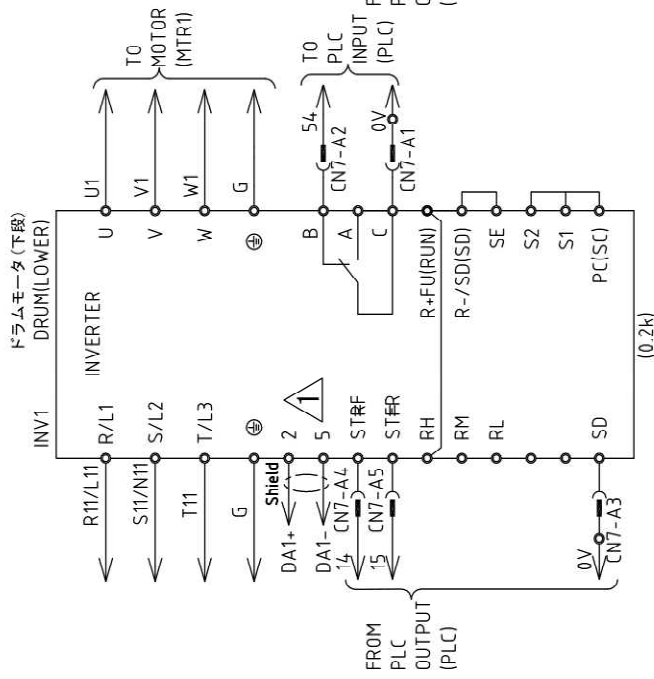 ドラムモータ(下段)
DRUM(LOWER)
INV1
INVERTER
R11/L11
R/L1
U
U1
S11/N11
S/L2
V
V1
T11
T/L3
W
W1
G
G
TO
MOTOR
(MTR1)
Shield
DA1+
2
1
DA1-
5
B
54
CN7-A2
A
C
0V
CN7-A1
TO
PLC
INPUT
(PLC)
14
CN7-A4
15
CN7-A5
RH
R+FU(RUN)
RM
R-/SD(SD)
RL
SE
S2
S1
SD
PC(SC)
0V
CN7-A3
FROM
PLC
OUTPUT
(PLC)
(0.2k)